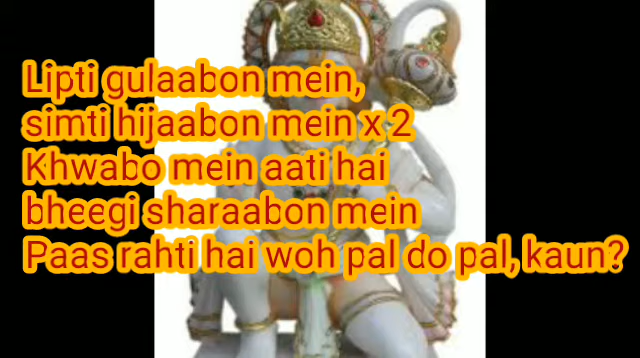 Lipti gulaabon mein,
simti hijaabon mein x 2
Khwabo mein aati hai
bheegi sharaabon mein
Paas rahti hai woh pal do pal, kaun?